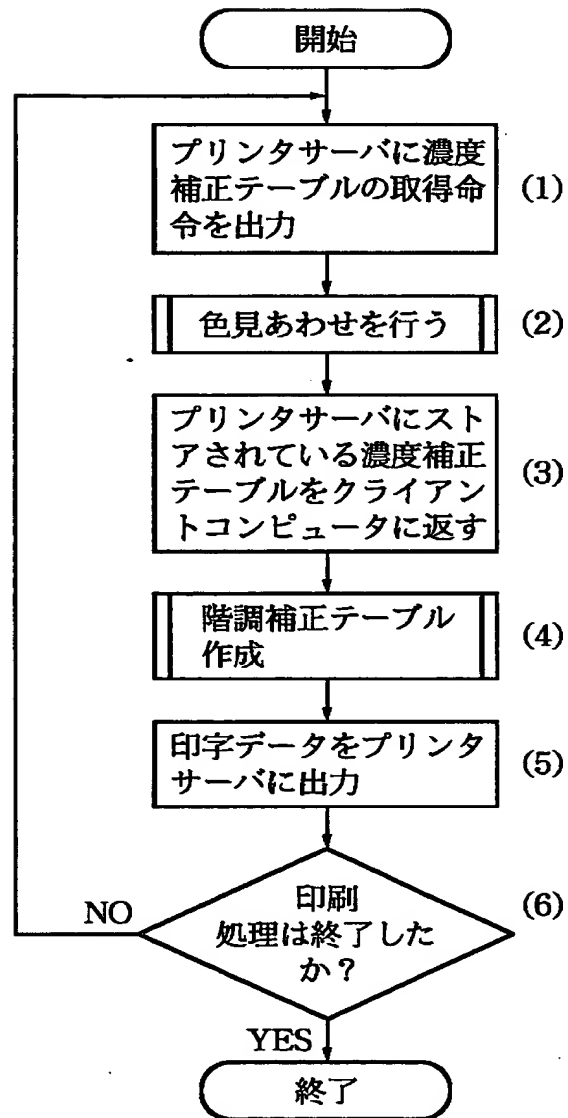 開始
プリンタサーバに濃度
補正テーブルの取得命
令を出力
(1)
色見あわせを行う
(2)
プリンタサーバにスト
アされている濃度補正
テーブルをクライアン
トコンピュータに返す
(3)
階調補正テーブル
作成
(4)
印字データをプリンタ
サーバに出力
(5)
印刷
処理は終了した
か？
(6)
NO
YES
終了